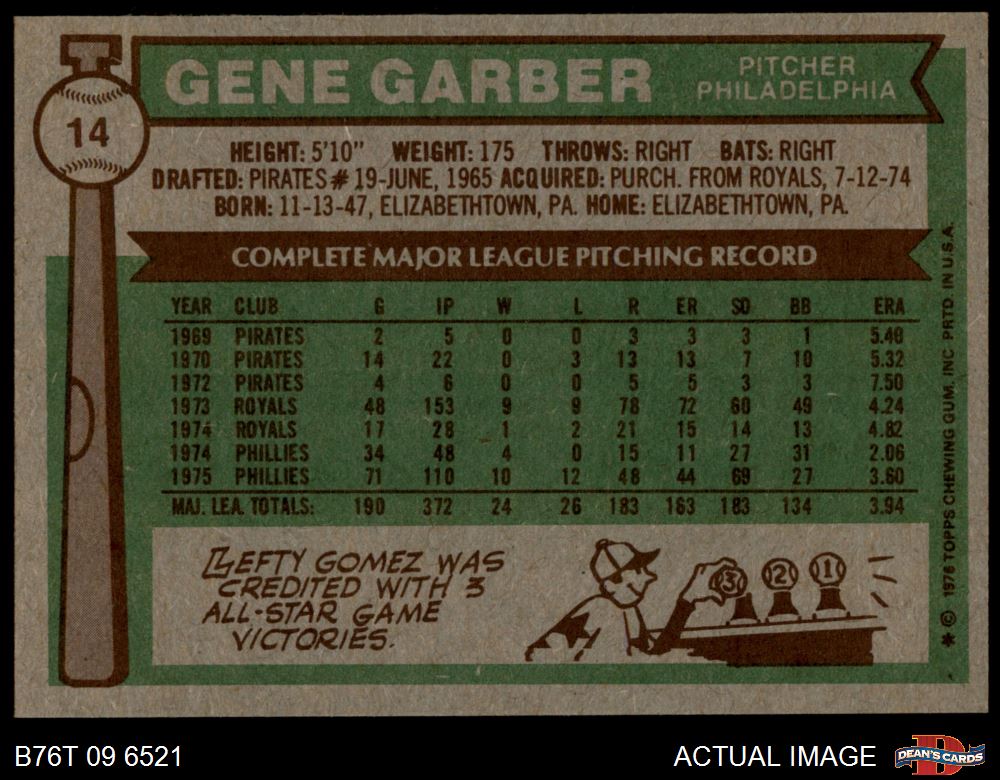 14
GENE GARBER
PITCHER
PHILADELPHIA
HEIGHT: 5'10" WEIGHT: 175 THROWS: RIGHT BATS: RIGHT
DRAFTED: PIRATES #19-JUNE, 1965 ACQUIRED: PURCH. FROM ROYALS, 7-12-74
BORN: 11-13-47, ELIZABETHTOWN, PA. HOME: ELIZABETHTOWN, PA.
COMPLETE MAJOR LEAGUE PITCHING RECORD
YEAR CLUB G IP W L R ER SO BB ERA
1969 PIRATES 2 5 0 0 3 3 3 1 5.40
1970 PIRATES 14 22 0 3 13 13 7 10 5.32
1972 PIRATES 4 6 0 0 5 5 3 3 7.50
1973 ROYALS 48 153 9 9 78 72 60 49 4.24
1974 ROYALS 17 28 1 2 21 15 14 13 4.82
1974 PHILLIES 34 48 4 0 15 11 27 31 2.06
1975 PHILLIES 71 110 10 12 48 44 69 27 3.60
MAJ. LEA. TOTALS: 190 372 24 26 183 163 183 134 3.94
LEFTY GOMEZ WAS
CREDITED WITH 3
ALL-STAR GAME
VICTORIES.
3 2 1
* © 1976 TOPPS CHEWING GUM, INC PRTD. IN U.S.A.
B76T 09 6521
ACTUAL IMAGE
D
DEAN'S CARDS